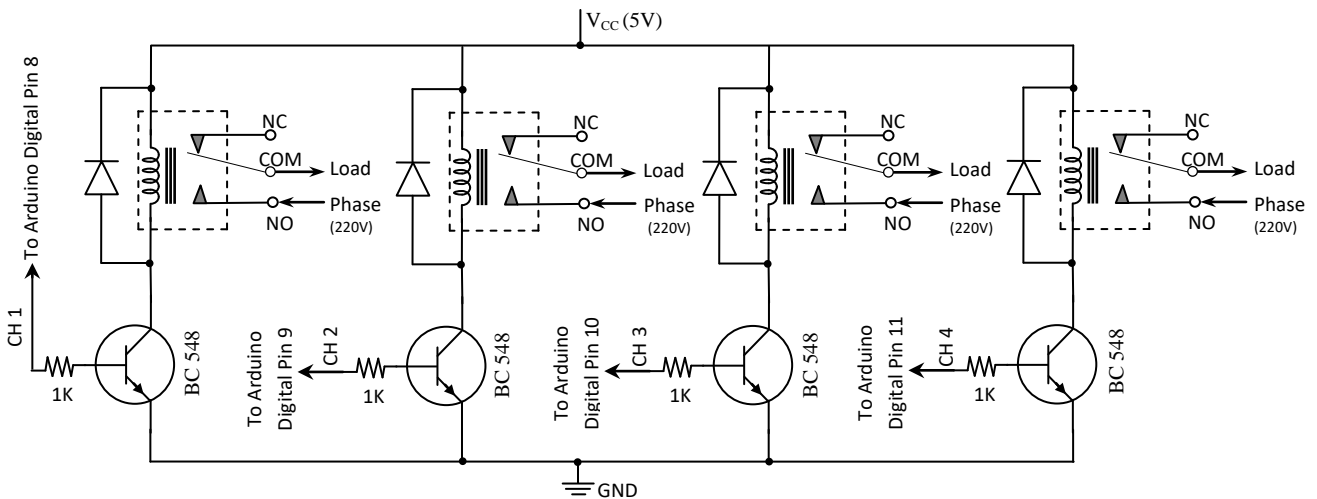 V_CC (5V)
To Arduino Digital Pin 8
CH 1
1K
BC 548
NC
COM
Load
NO
Phase
(220V)
To Arduino
Digital Pin 9
CH 2
1K
BC 548
NC
COM
Load
NO
Phase
(220V)
To Arduino
Digital Pin 10
CH 3
1K
BC 548
NC
COM
Load
NO
Phase
(220V)
To Arduino
Digital Pin 11
CH 4
1K
BC 548
NC
COM
Load
NO
Phase
(220V)
GND